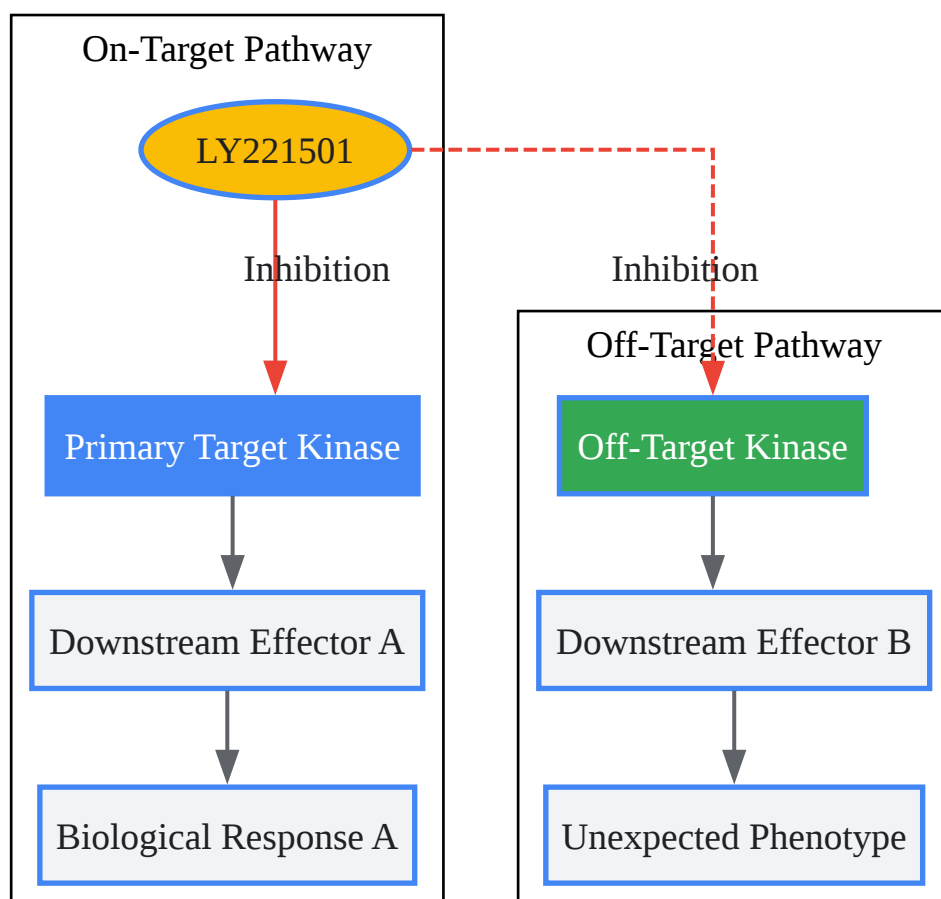 On-Target Pathway
LY221501
Inhibition
Primary Target Kinase
Downstream Effector A
Biological Response A
Inhibition
Off-Target Pathway
Off-Target Kinase
Downstream Effector B
Unexpected Phenotype